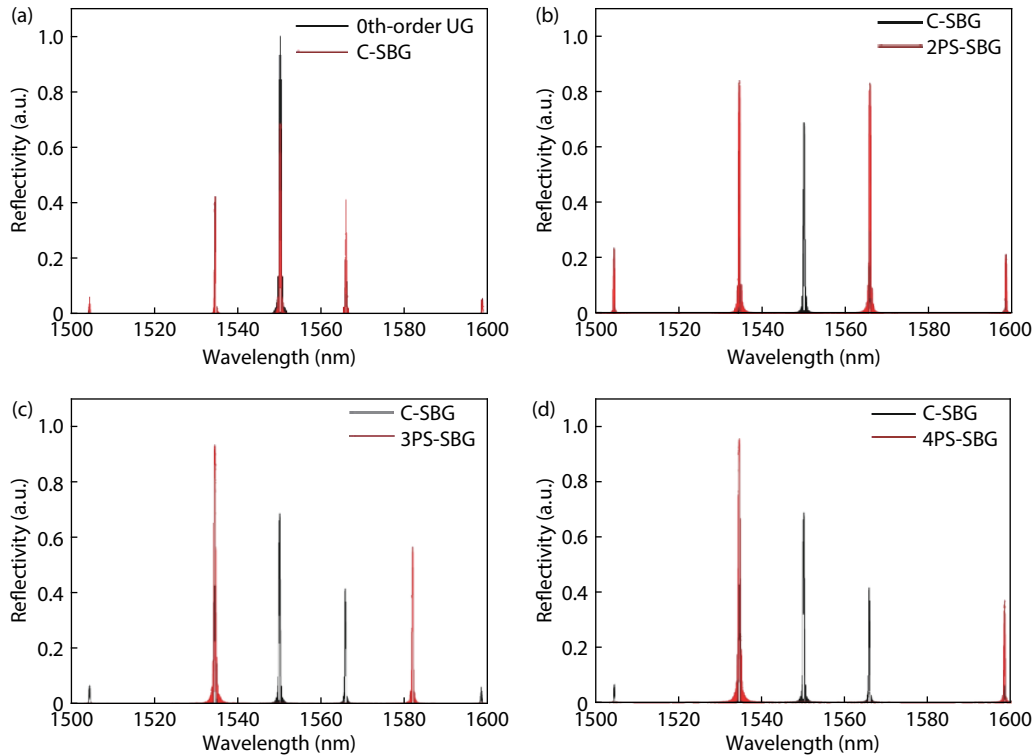 (a)
0th-order UG
C-SBG
1.0
0.8
0.6
0.4
0.2
0
Reflectivity (a.u.)
1500 1520 1540 1560 1580 1600
Wavelength (nm)
(b)
C-SBG
2PS-SBG
1.0
0.8
0.6
0.4
0.2
0
Reflectivity (a.u.)
1500 1520 1540 1560 1580 1600
Wavelength (nm)
(c)
C-SBG
3PS-SBG
1.0
0.8
0.6
0.4
0.2
0
Reflectivity (a.u.)
1500 1520 1540 1560 1580 1600
Wavelength (nm)
(d)
C-SBG
4PS-SBG
1.0
0.8
0.6
0.4
0.2
0
Reflectivity (a.u.)
1500 1520 1540 1560 1580 1600
Wavelength (nm)